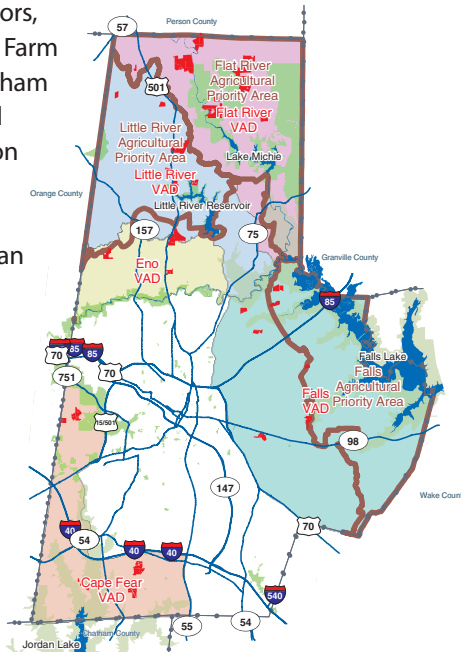 ors,
Farm
ham
on
an
Person County
57
501
Flat River
Agricultural
Priority Area
Flat River
VAD
Little River
Agricultural
Priority Area
Little River
VAD
Lake Michie
Orange County
Little River Reservoir
157
75
Eno
VAD
Granville County
85
85
85
70
70
751
Falls Lake
Falls
Agricultural
Priority Area
Falls
VAD
15/501
98
147
Wake Coun
70
40
54
40
40
Cape Fear
VAD
540
55
54
Chatham County
Jordan Lake